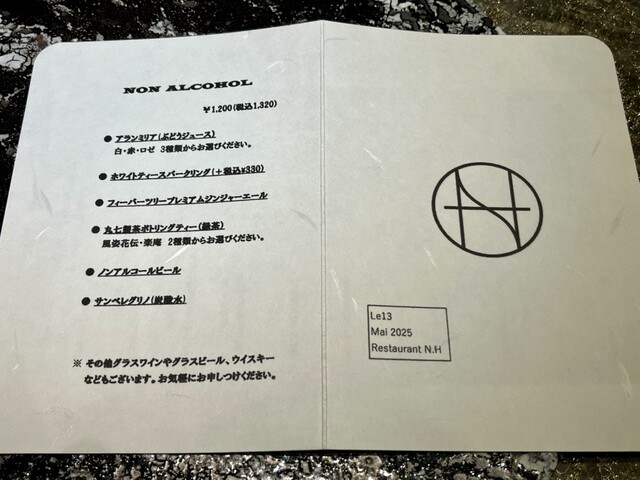 NON ALCOHOL
¥1,200(税込1,320)
● アランミリア(ぶどうジュース)
白・赤・ロゼ 3種類からお選びください。
● ホワイトティースパークリング(+税込¥330)
● フィーバーツリープレミアムジンジャーエール
● 丸七製茶ボトリングティー(緑茶)
風姿花伝・楽庵 2種類からお選びください。
● ノンアルコールビール
● サンペレグリノ(炭酸水)
※ その他グラスワインやグラスビール、ウイスキー
などもございます。お気軽にお申しつけください。
Le13
Mai 2025
Restaurant N.H